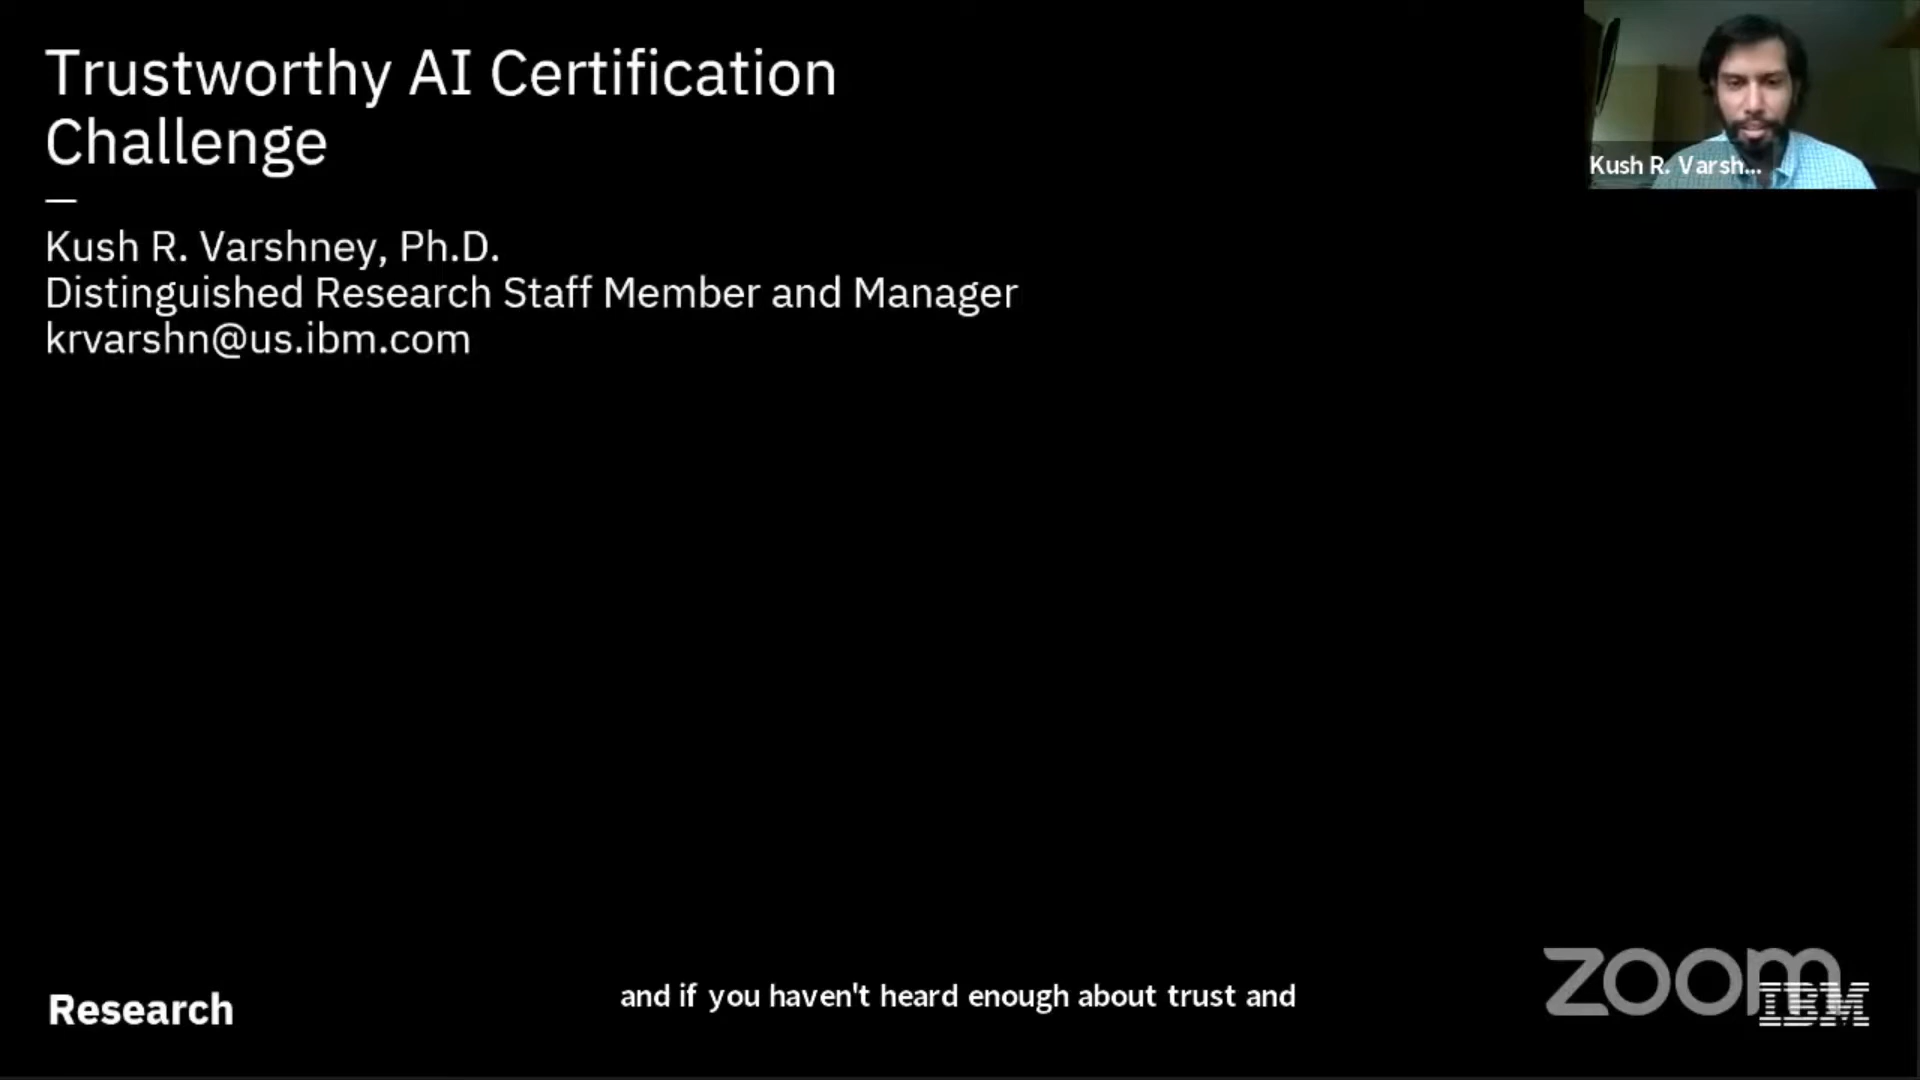 Trustworthy AI Certification
Challenge
—
Kush R. Varshney, Ph.D.
Distinguished Research Staff Member and Manager
krvarshn@us.ibm.com
Kush R. Varsh...
Research
and if you haven't heard enough about trust and
zoom
IBM